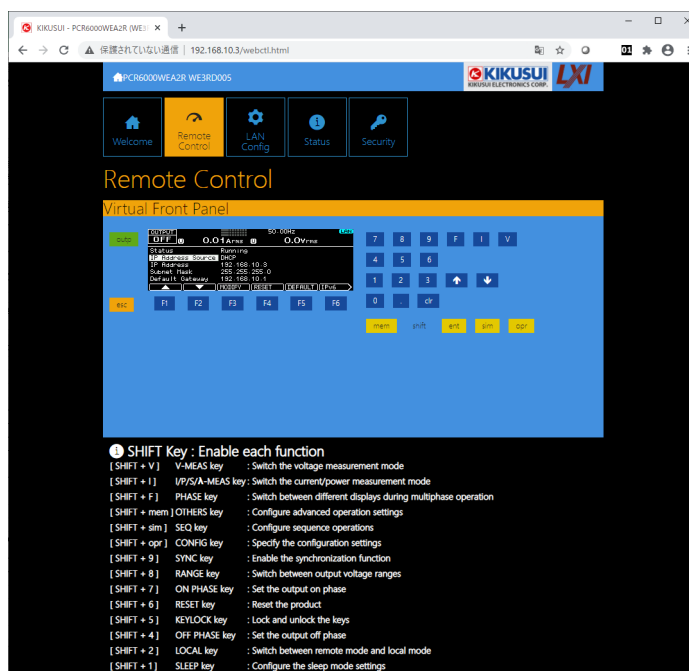 KIKUSUI - PCR6000WEA2R (WE3
保護されていない通信 | 192.168.10.3/webctl.html
PCR6000WEA2R WE3RD005
KIKUSUI
KIKUSUI ELECTRONICS CORP.
LXI
Welcome
Remote Control
LAN Config
Status
Security
Remote Control
Virtual Front Panel
outp
OUTPUT 50.00Hz LAN
OFF 0.01Arms 0.0Vrms
Status Running
IP Address Source DHCP
IP Address 192.168.10.3
Subnet Mask 255.255.255.0
Default Gateway 192.168.10.1
MODIFY RESET DEFAULT IPv6
7 8 9 F I V
4 5 6
1 2 3
0 . clr
esc F1 F2 F3 F4 F5 F6
mem shift ent sim opr
SHIFT Key : Enable each function
[ SHIFT + V ] V-MEAS key : Switch the voltage measurement mode
[ SHIFT + I ] I/P/S/λ-MEAS key : Switch the current/power measurement mode
[ SHIFT + F ] PHASE key : Switch between different displays during multiphase operation
[ SHIFT + mem ] OTHERS key : Configure advanced operation settings
[ SHIFT + sim ] SEQ key : Configure sequence operations
[ SHIFT + opr ] CONFIG key : Specify the configuration settings
[ SHIFT + 9 ] SYNC key : Enable the synchronization function
[ SHIFT + 8 ] RANGE key : Switch between output voltage ranges
[ SHIFT + 7 ] ON PHASE key : Set the output on phase
[ SHIFT + 6 ] RESET key : Reset the product
[ SHIFT + 5 ] KEYLOCK key : Lock and unlock the keys
[ SHIFT + 4 ] OFF PHASE key : Set the output off phase
[ SHIFT + 2 ] LOCAL key : Switch between remote mode and local mode
[ SHIFT + 1 ] SLEEP key : Configure the sleep mode settings